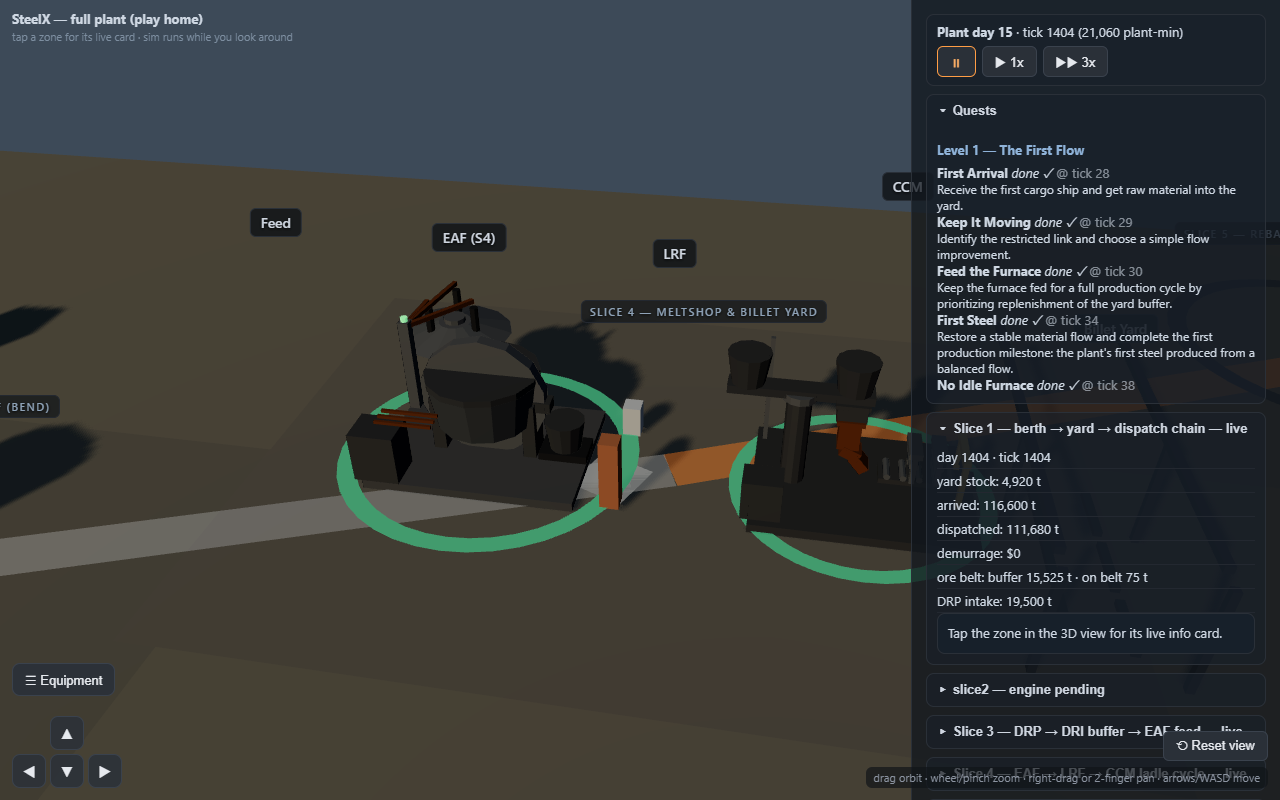 SteelX — full plant (play home)
tap a zone for its live card · sim runs while you look around
Feed
EAF (S4)
LRF
CCM
SLICE 4 — MELTSHOP & BILLET YARD
(BEND)
☰ Equipment
▲
◀ ▼ ▶
Plant day 15 · tick 1404 (21,060 plant-min)
⏸ ▶ 1x ▶▶ 3x
▾ Quests
Level 1 — The First Flow
First Arrival done ✓ @ tick 28
Receive the first cargo ship and get raw material into the
yard.
Keep It Moving done ✓ @ tick 29
Identify the restricted link and choose a simple flow
improvement.
Feed the Furnace done ✓ @ tick 30
Keep the furnace fed for a full production cycle by
prioritizing replenishment of the yard buffer.
First Steel done ✓ @ tick 34
Restore a stable material flow and complete the first
production milestone: the plant's first steel produced from a
balanced flow.
No Idle Furnace done ✓ @ tick 38
Billet Yard
▾ Slice 1 — berth → yard → dispatch chain — live
day 1404 · tick 1404
yard stock: 4,920 t
arrived: 116,600 t
dispatched: 111,680 t
demurrage: $0
ore belt: buffer 15,525 t · on belt 75 t
DRP intake: 19,500 t
Tap the zone in the 3D view for its live info card.
▸ slice2 — engine pending
▸ Slice 3 — DRP → DRI buffer → EAF feed — live
⟲ Reset view
▸ Slice 4 — EAF → LRF → CCM ladle cycle — live
drag orbit · wheel/pinch zoom · right-drag or 2-finger pan · arrows/WASD move